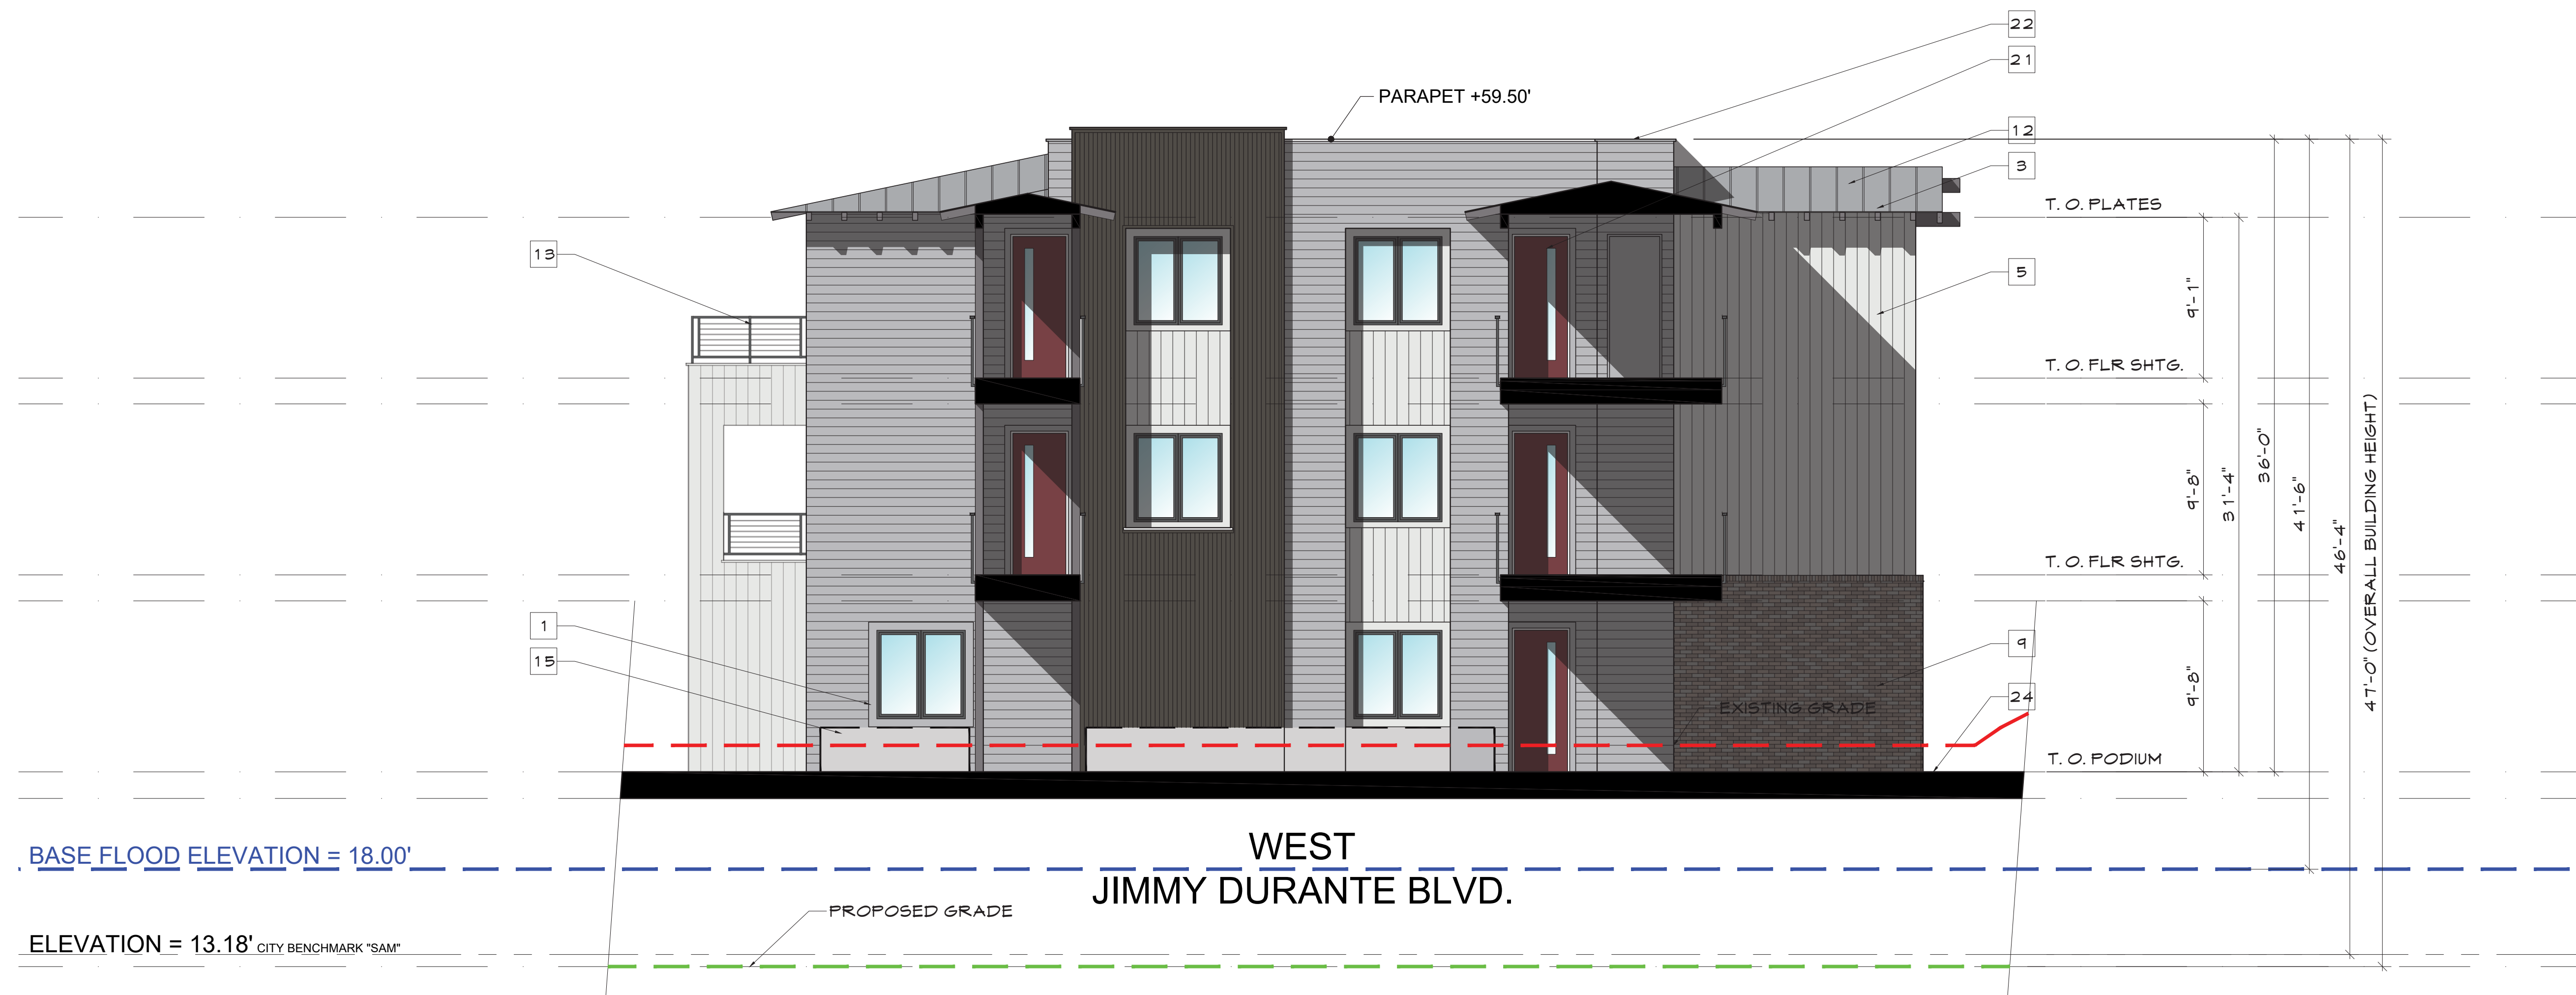 22
21
PARAPET +59.50'
12
3
T. O. PLATES
13
5
9'-1"
T. O. FLR SHTG.
9'-8"
31'-4"
36'-0"
41'-6"
46'-4"
47'-0" (OVERALL BUILDING HEIGHT)
T. O. FLR SHTG.
1
15
9
9'-8"
24
EXISTING GRADE
T. O. PODIUM
WEST
BASE FLOOD ELEVATION = 18.00'
JIMMY DURANTE BLVD.
PROPOSED GRADE
ELEVATION = 13.18' CITY BENCHMARK "SAM"